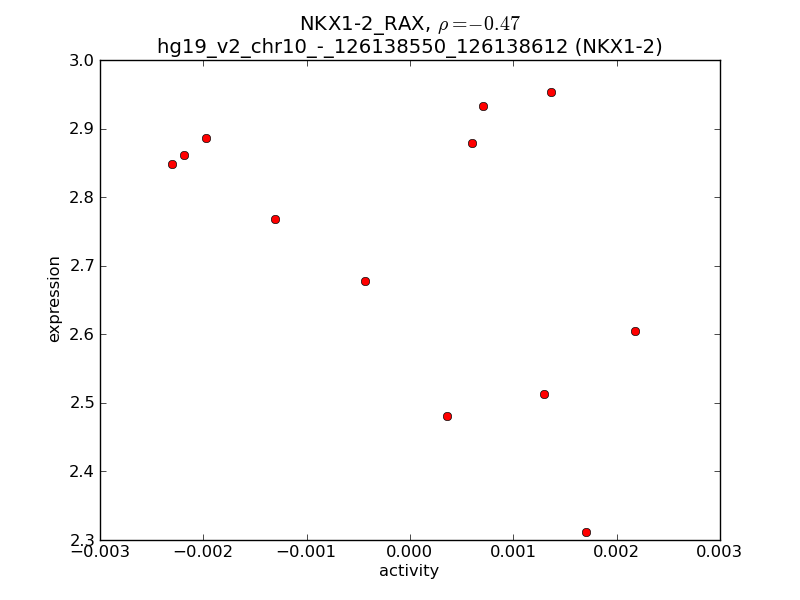 NKX1-2_RAX, ρ=−0.47
hg19_v2_chr10_-_126138550_126138612 (NKX1-2)
3.0
2.9
2.8
2.7
2.6
2.5
2.4
2.3
expression
−0.003 −0.002 −0.001 0.000 0.001 0.002 0.003
activity